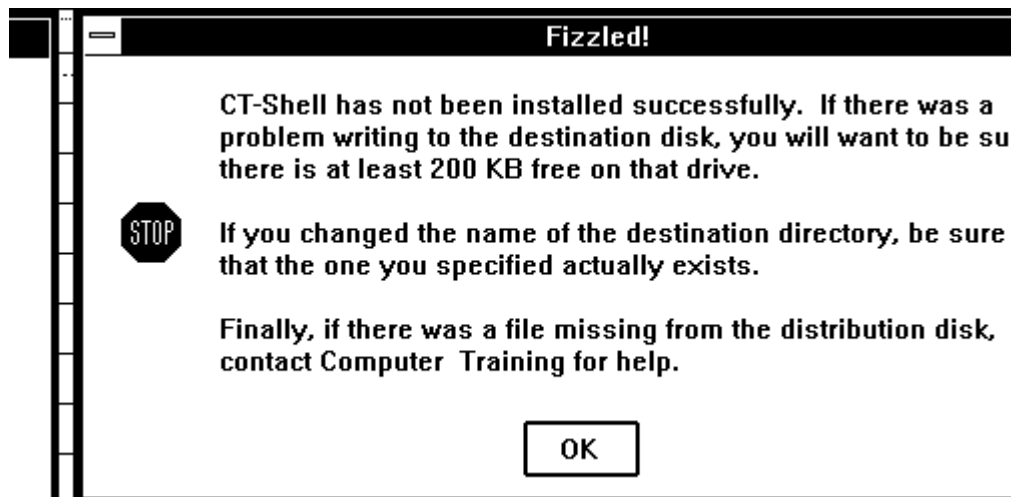 Fizzled!
CT-Shell has not been installed successfully.  If there was a
problem writing to the destination disk, you will want to be su
there is at least 200 KB free on that drive.
STOP
If you changed the name of the destination directory, be sure
that the one you specified actually exists.
Finally, if there was a file missing from the distribution disk,
contact Computer  Training for help.
OK